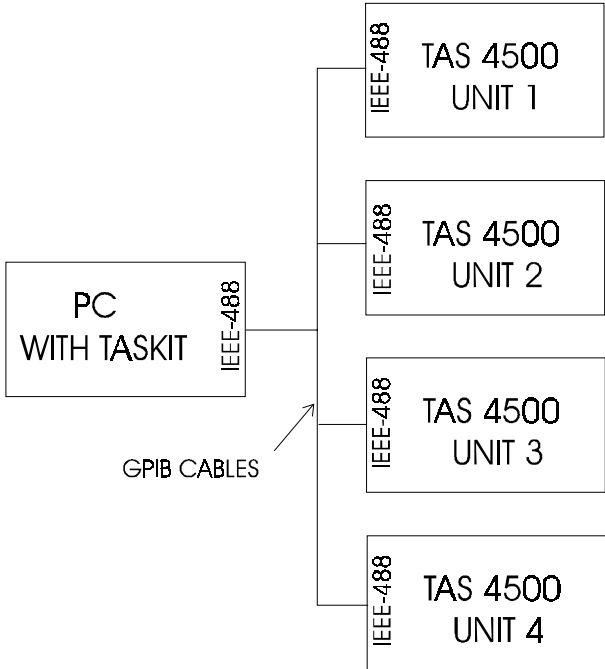 IEEE-488
TAS 4500
UNIT 1
IEEE-488
TAS 4500
UNIT 2
PC
WITH TASKIT
IEEE-488
IEEE-488
TAS 4500
UNIT 3
GPIB CABLES
IEEE-488
TAS 4500
UNIT 4